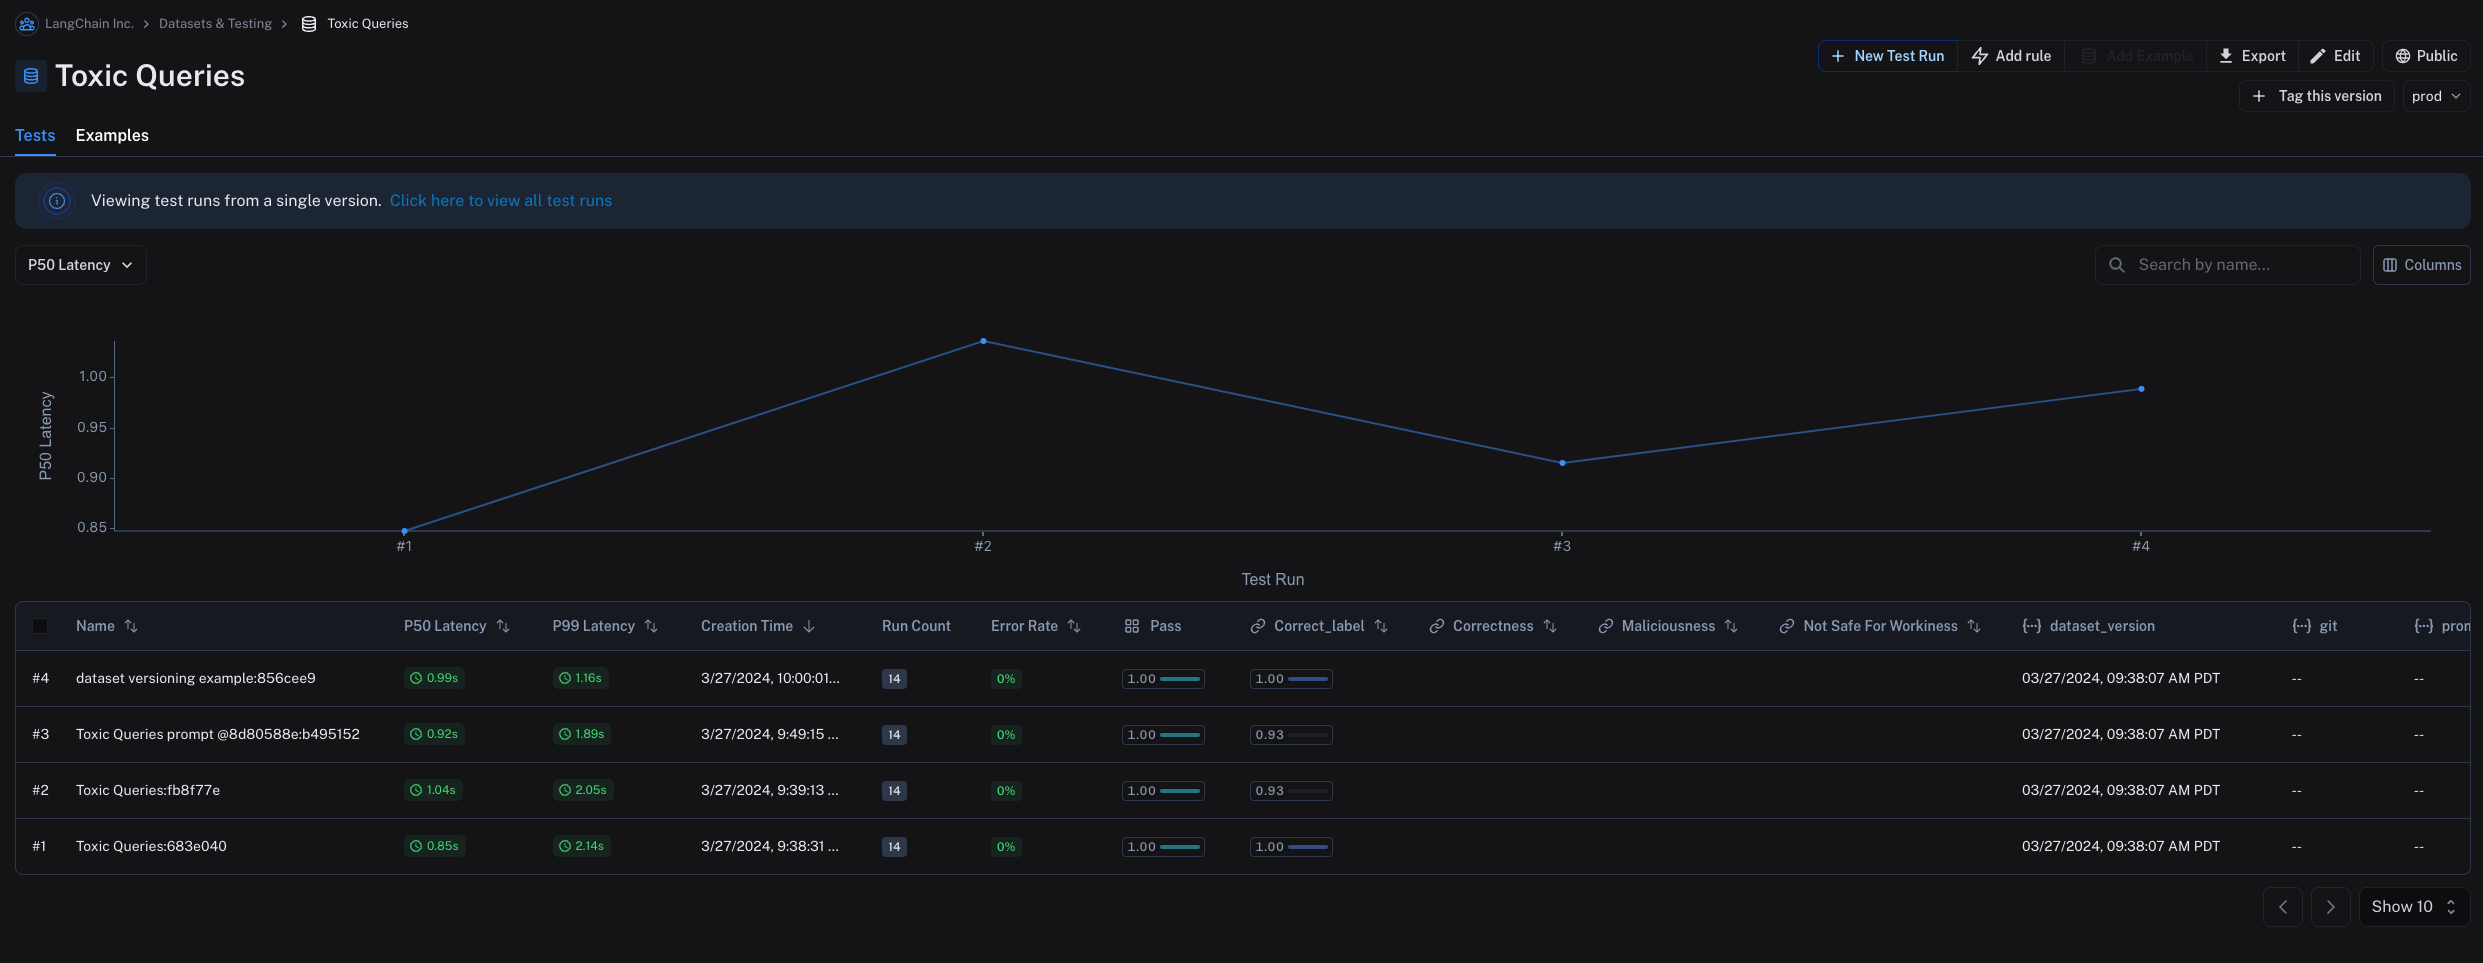 LangChain Inc. > Datasets & Testing > Toxic Queries
Toxic Queries
New Test Run
Add rule
Add Example
Export
Edit
Public
Tag this version
prod
Tests Examples
Viewing test runs from a single version. Click here to view all test runs
P50 Latency
Search by name...
Columns
P50 Latency
1.00
0.95
0.90
0.85
#1 #2 #3 #4
Test Run
Name P50 Latency P99 Latency Creation Time Run Count Error Rate Pass Correct_label Correctness Maliciousness Not Safe For Workiness {...} dataset_version {...} git {...} pron
#4 dataset versioning example:856cee9 0.99s 1.16s 3/27/2024, 10:00:01... 14 0% 1.00 1.00 03/27/2024, 09:38:07 AM PDT -- --
#3 Toxic Queries prompt @8d80588e:b495152 0.92s 1.89s 3/27/2024, 9:49:15 ... 14 0% 1.00 0.93 03/27/2024, 09:38:07 AM PDT -- --
#2 Toxic Queries:fb8f77e 1.04s 2.05s 3/27/2024, 9:39:13 ... 14 0% 1.00 0.93 03/27/2024, 09:38:07 AM PDT -- --
#1 Toxic Queries:683e040 0.85s 2.14s 3/27/2024, 9:38:31 ... 14 0% 1.00 1.00 03/27/2024, 09:38:07 AM PDT -- --
Show 10